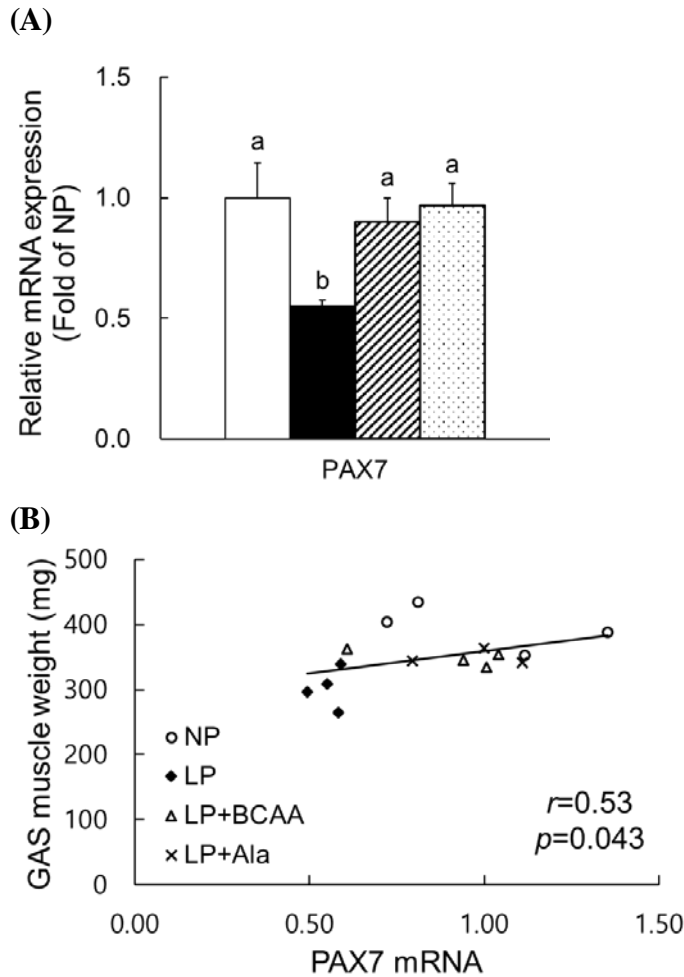 (A)
Relative mRNA expression
(Fold of NP)
1.5
1.0
0.5
0.0
a
b
a
a
PAX7
(B)
GAS muscle weight (mg)
500
400
300
200
100
0
NP
LP
LP+BCAA
LP+Ala
r=0.53
p=0.043
0.00
0.50
1.00
1.50
PAX7 mRNA